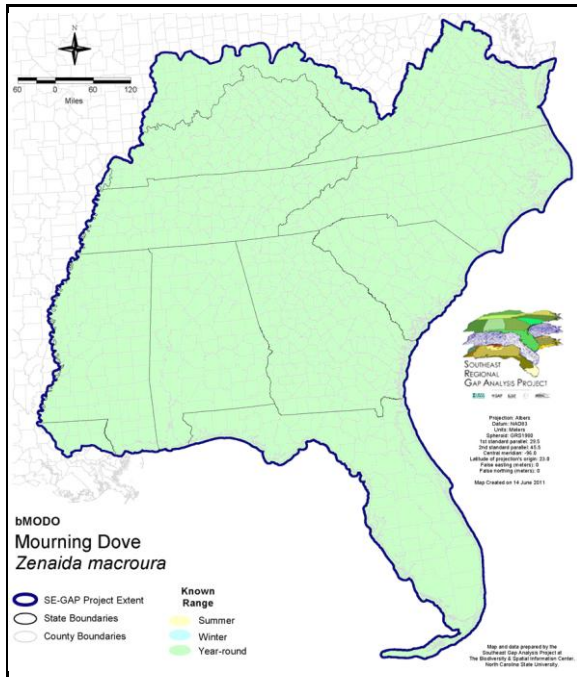 N
60 0 60 120
Miles
SOUTHEAST
REGIONAL
GAP ANALYSIS PROJECT
Projection: Albers
Datum: NAD83
Units: Meters
Spheroid: GRS1980
1st standard parallel: 29.5
2nd standard parallel: 45.5
Central meridian: -96.0
Latitude of projection's origin: 23.0
False easting (meters): 0
False northing (meters): 0
Map Created on 14 June 2011
bMODO
Mourning Dove
Zenaida macroura
SE-GAP Project Extent
State Boundaries
County Boundaries
Known
Range
Summer
Winter
Year-round
Map and data prepared by the
Southeast Gap Analysis Project at
The Biodiversity & Spatial Information Center,
North Carolina State University.